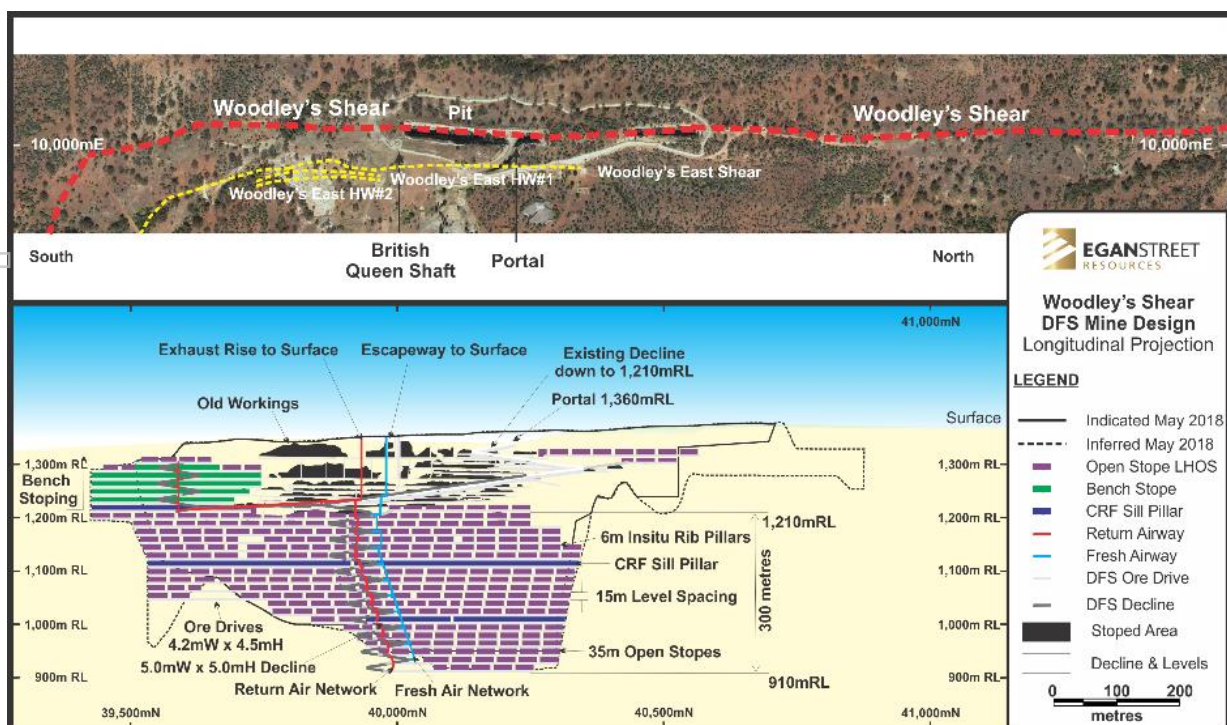 Woodley's Shear
Pit
Woodley's Shear
10,000mE
10,000mE
Woodley's East HW#1
Woodley's East Shear
Woodley's East HW#2
South
British
Queen Shaft
Portal
North
EGANSTREET
RESOURCES
Woodley's Shear
DFS Mine Design
Longitudinal Projection
LEGEND
Indicated May 2018
Inferred May 2018
Open Stope LHOS
Bench Stope
CRF Sill Pillar
Return Airway
Fresh Airway
DFS Ore Drive
DFS Decline
Stoped Area
Decline & Levels
0 100 200
metres
41,000mN
Exhaust Rise to Surface
Escapeway to Surface
Existing Decline
down to 1,210mRL
Old Workings
Portal 1,360mRL
Surface
1,300m RL
1,300m RL
Bench
Stoping
1,200m RL
1,200m RL
1,210mRL
6m Insitu Rib Pillars
1,100m RL
CRF Sill Pillar
1,100m RL
15m Level Spacing
300 metres
1,000m RL
1,000m RL
Ore Drives
4.2mW x 4.5mH
35m Open Stopes
5.0mW x 5.0mH Decline
900m RL
Return Air Network
Fresh Air Network
910mRL
900m RL
39,500mN
40,000mN
40,500mN
41,000mN